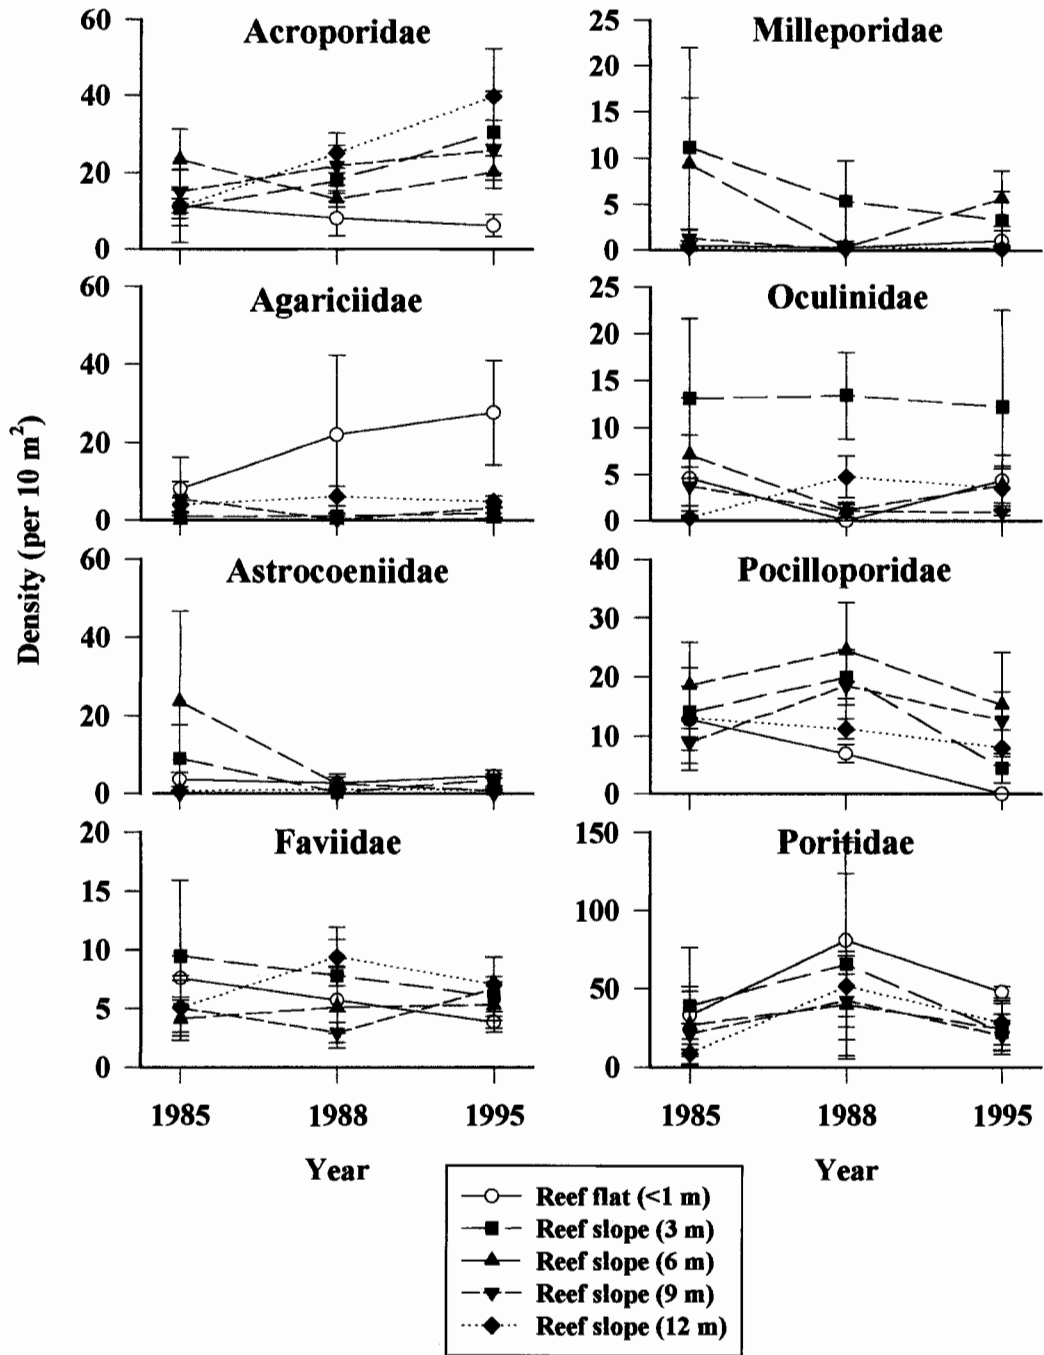 Acroporidae
60
40
20
0
Milleporidae
25
20
15
10
5
0
Agariciidae
60
40
20
0
Oculinidae
25
20
15
10
5
0
Density (per 10 m²)
Astrocoeniidae
60
40
20
0
Pocilloporidae
40
30
20
10
0
Faviidae
20
15
10
5
0
Poritidae
150
100
50
0
1985 1988 1995
Year
1985 1988 1995
Year
Reef flat (<1 m)
Reef slope (3 m)
Reef slope (6 m)
Reef slope (9 m)
Reef slope (12 m)